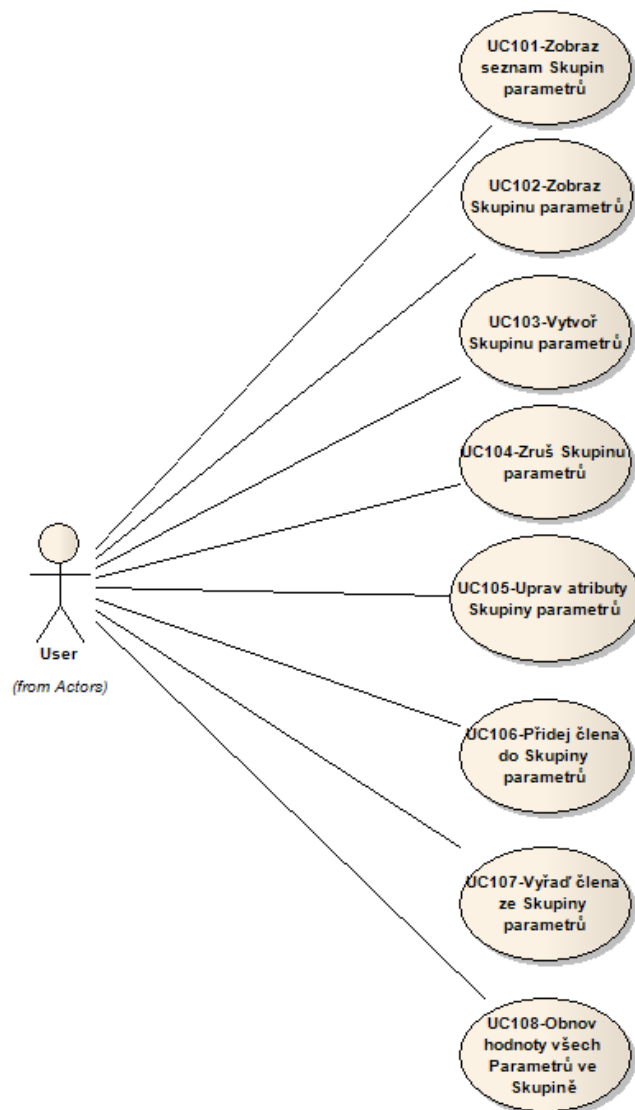 UC101-Zobraz
seznam Skupin
parametrů
UC102-Zobraz
Skupinu parametrů
UC103-Vytvoř
Skupinu parametrů
UC104-Zruš Skupinu
parametrů
UC105-Uprav atributy
Skupiny parametrů
User
(from Actors)
UC106-Přidej člena
do Skupiny
parametrů
UC107-Vyřaď člena
ze Skupiny
parametrů
UC108-Obnov
hodnoty všech
Parametrů ve
Skupině